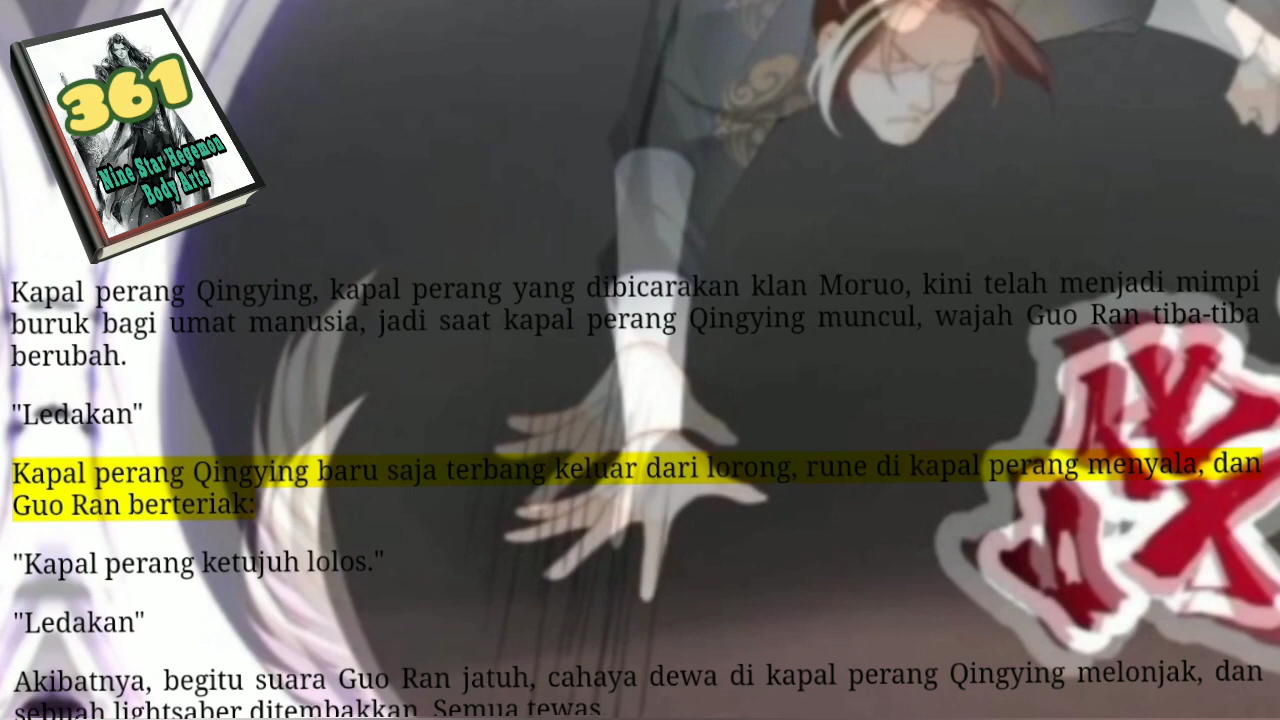 361
Nine Star Hegemon
Body Arts
Kapal perang Qingying, kapal perang yang dibicarakan klan Moruo, kini telah menjadi mimpi
buruk bagi umat manusia, jadi saat kapal perang Qingying muncul, wajah Guo Ran tiba-tiba
berubah.
"Ledakan"
Kapal perang Qingying baru saja terbang keluar dari lorong, rune di kapal perang menyala, dan
Guo Ran berteriak:
"Kapal perang ketujuh lolos."
"Ledakan"
Akibatnya, begitu suara Guo Ran jatuh, cahaya dewa di kapal perang Qingying melonjak, dan
sebuah lightsaber ditembakkan. Semua tewas.